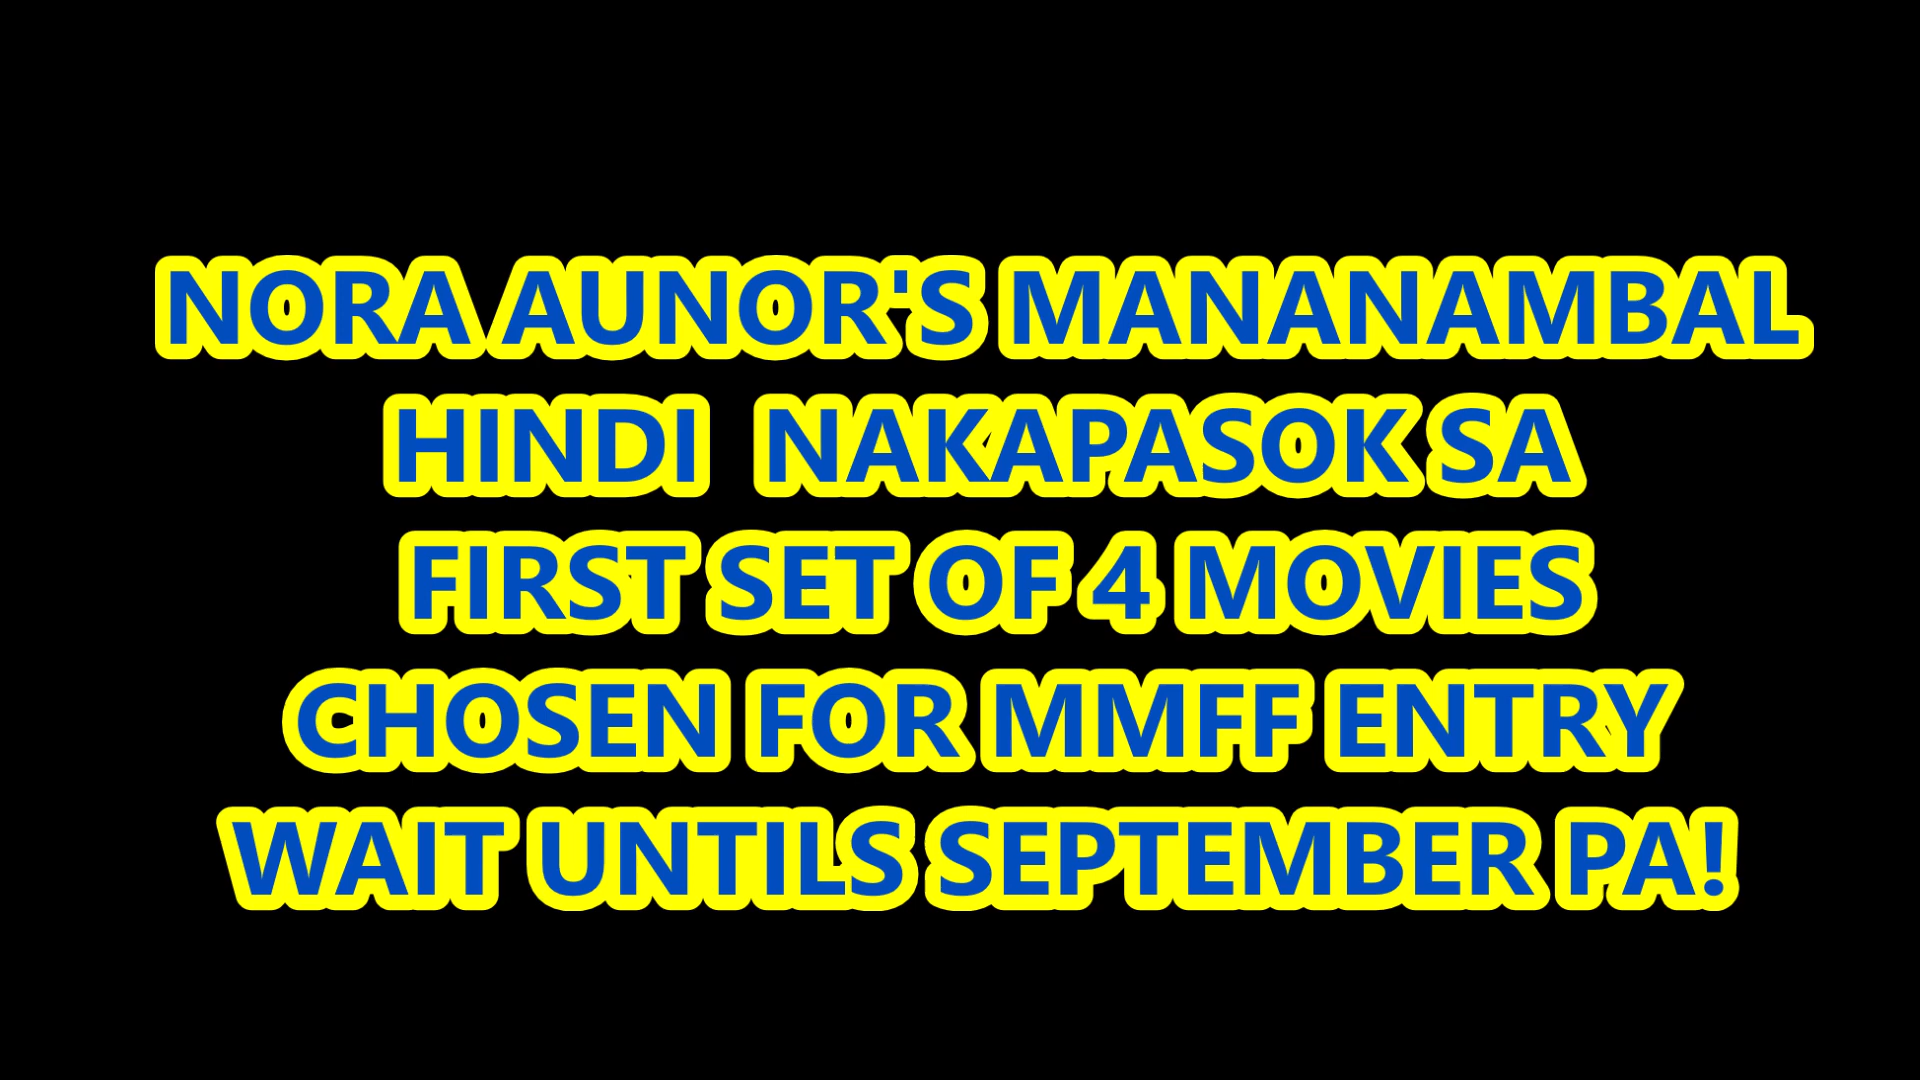 NORA AUNOR'S MANANAMBAL
HINDI NAKAPASOK SA
FIRST SET OF 4 MOVIES
CHOSEN FOR MMFF ENTRY
WAIT UNTILS SEPTEMBER PA!